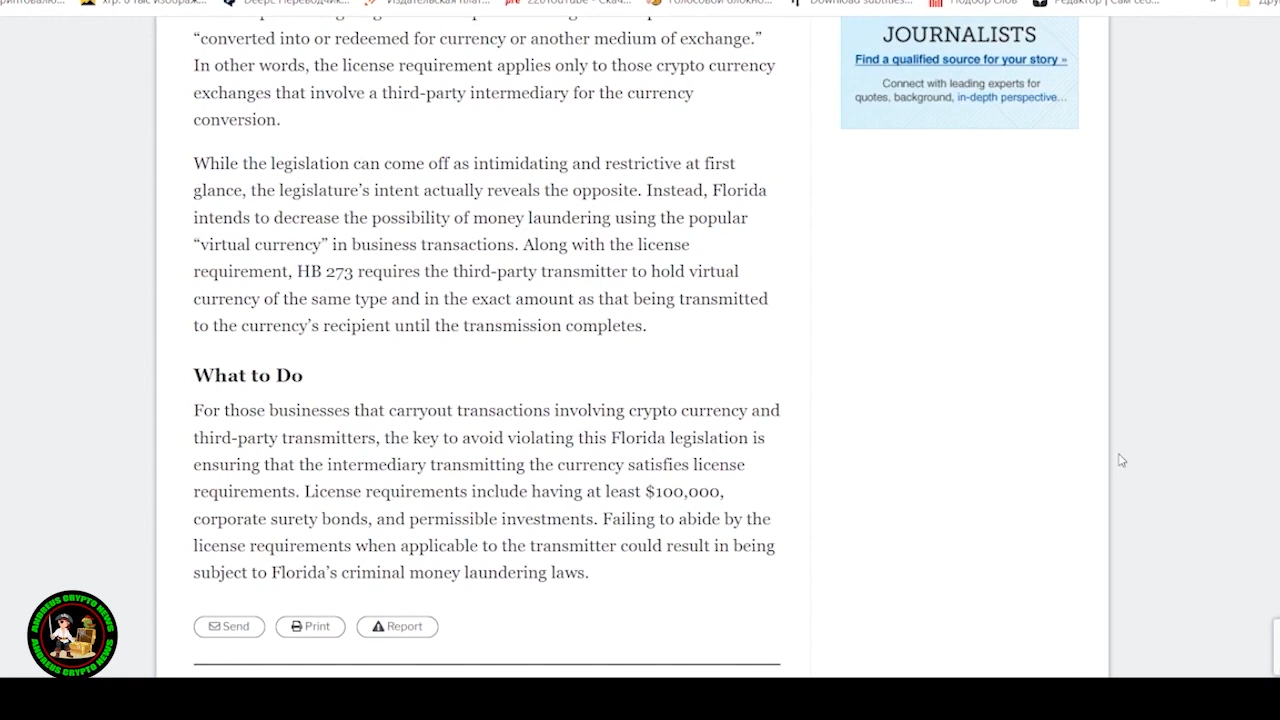 Download subtitles...
"converted into or redeemed for currency or another medium of exchange."
In other words, the license requirement applies only to those crypto currency
exchanges that involve a third-party intermediary for the currency
conversion.
While the legislation can come off as intimidating and restrictive at first
glance, the legislature's intent actually reveals the opposite. Instead, Florida
intends to decrease the possibility of money laundering using the popular
“virtual currency” in business transactions. Along with the license
requirement, HB 273 requires the third-party transmitter to hold virtual
currency of the same type and in the exact amount as that being transmitted
to the currency's recipient until the transmission completes.
What to Do
For those businesses that carryout transactions involving crypto currency and
third-party transmitters, the key to avoid violating this Florida legislation is
ensuring that the intermediary transmitting the currency satisfies license
requirements. License requirements include having at least $100,000,
corporate surety bonds, and permissible investments. Failing to abide by the
license requirements when applicable to the transmitter could result in being
subject to Florida's criminal money laundering laws.
Send Print Report
JOURNALISTS
Find a qualified source for your story »
Connect with leading experts for
quotes, background, in-depth perspective...
ANDREUS CRYPTO NEWS
ANDREUS CRYPTO NEWS